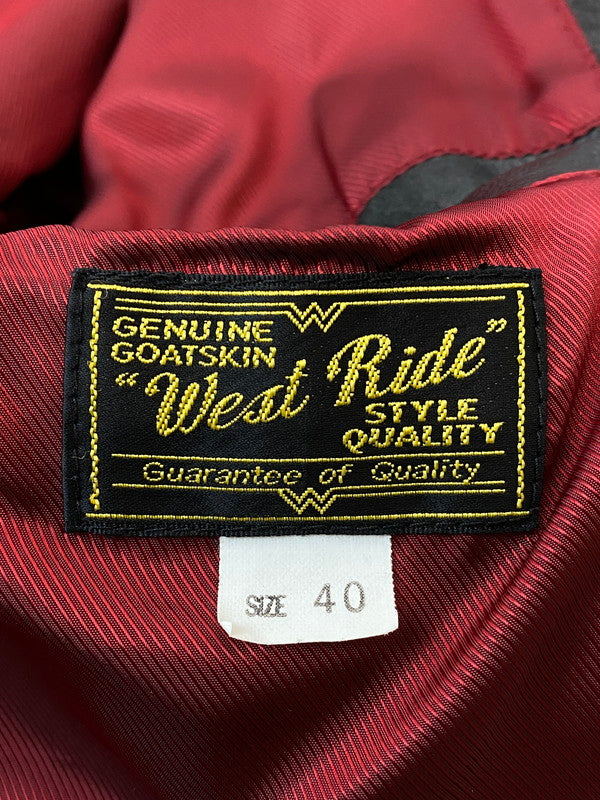 GENUINE
GOATSKIN
"West Ride"
STYLE
QUALITY
Guarantee of Quality
SIZE 40